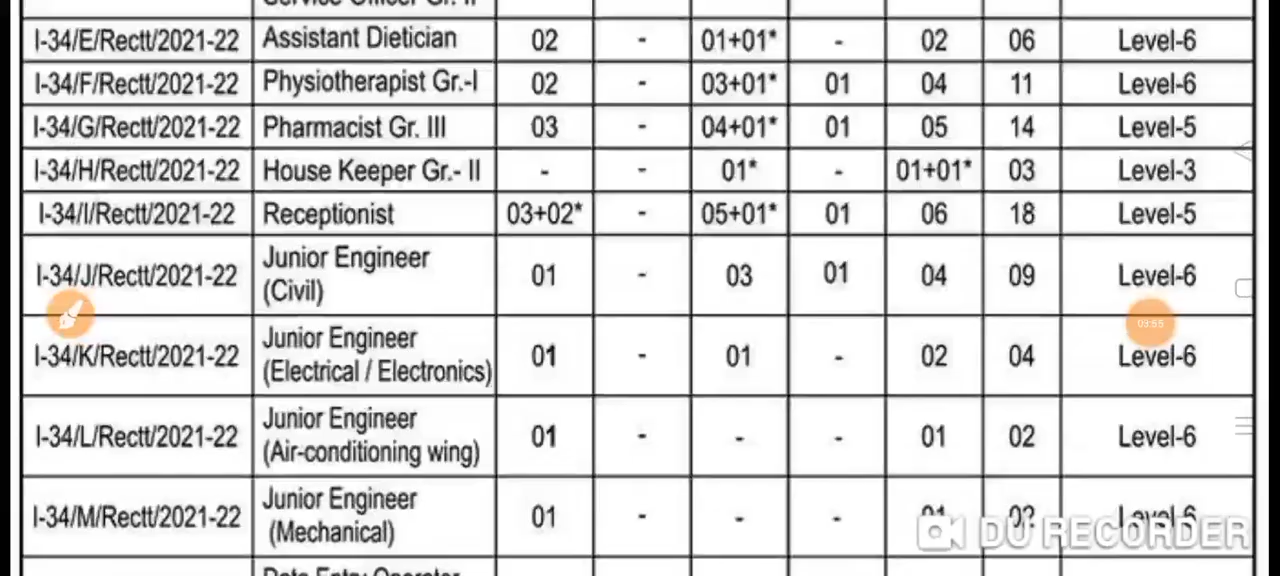 Service Officer Gr. II
I-34/E/Rectt/2021-22 Assistant Dietician 02 - 01+01* - 02 06 Level-6
I-34/F/Rectt/2021-22 Physiotherapist Gr.-I 02 - 03+01* 01 04 11 Level-6
I-34/G/Rectt/2021-22 Pharmacist Gr. III 03 - 04+01* 01 05 14 Level-5
I-34/H/Rectt/2021-22 House Keeper Gr.- II - - 01* - 01+01* 03 Level-3
I-34/I/Rectt/2021-22 Receptionist 03+02* - 05+01* 01 06 18 Level-5
I-34/J/Rectt/2021-22 Junior Engineer (Civil) 01 - 03 01 04 09 Level-6
03:55
I-34/K/Rectt/2021-22 Junior Engineer (Electrical / Electronics) 01 - 01 - 02 04 Level-6
I-34/L/Rectt/2021-22 Junior Engineer (Air-conditioning wing) 01 - - - 01 02 Level-6
I-34/M/Rectt/2021-22 Junior Engineer (Mechanical) 01 - - - 01 02 Level-6
DU RECORDER
Data Entry Operator